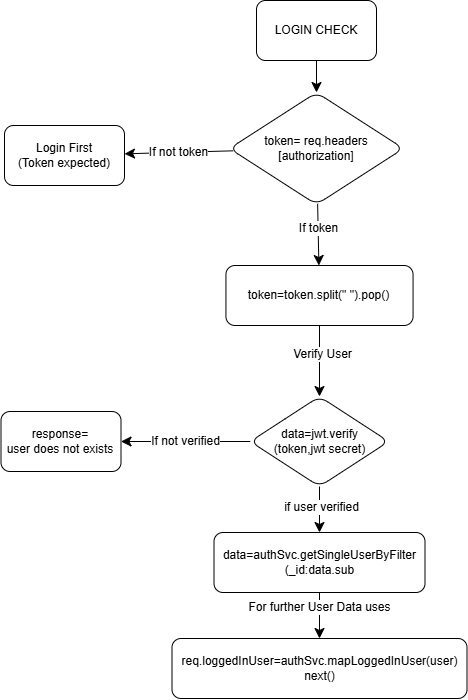 LOGIN CHECK
token= req.headers
[authorization]
If not token
Login First
(Token expected)
If token
token=token.split(" ").pop()
Verify User
data=jwt.verify
(token,jwt secret)
If not verified
response=
user does not exists
if user verified
data=authSvc.getSingleUserByFilter
(_id:data.sub
For further User Data uses
req.loggedInUser=authSvc.mapLoggedInUser(user)
next()